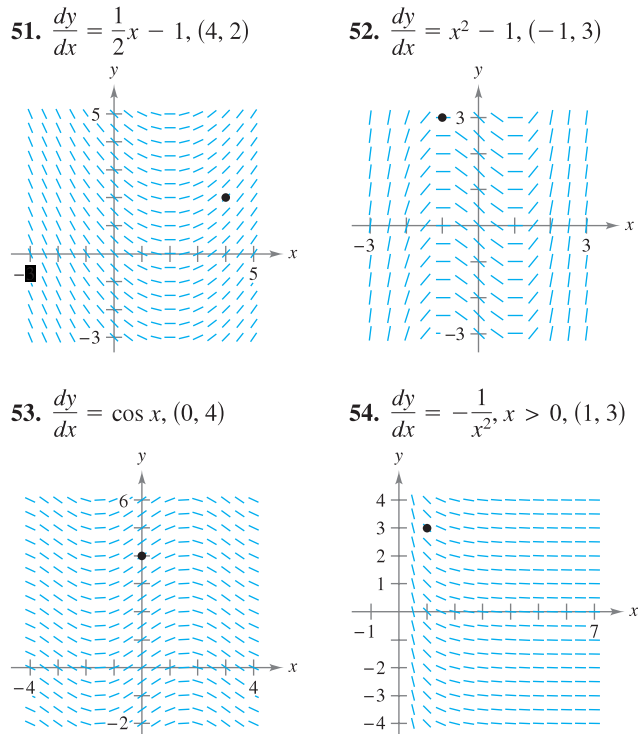 51. dy/dx = 1/2 x − 1, (4, 2)
y
5
x
−
5
−3
52. dy/dx = x² − 1, (−1, 3)
y
3
x
−3
3
−3
53. dy/dx = cos x, (0, 4)
y
6
x
−4
4
−2
54. dy/dx = −1/x², x > 0, (1, 3)
y
4
3
2
1
x
−1
7
−2
−3
−4